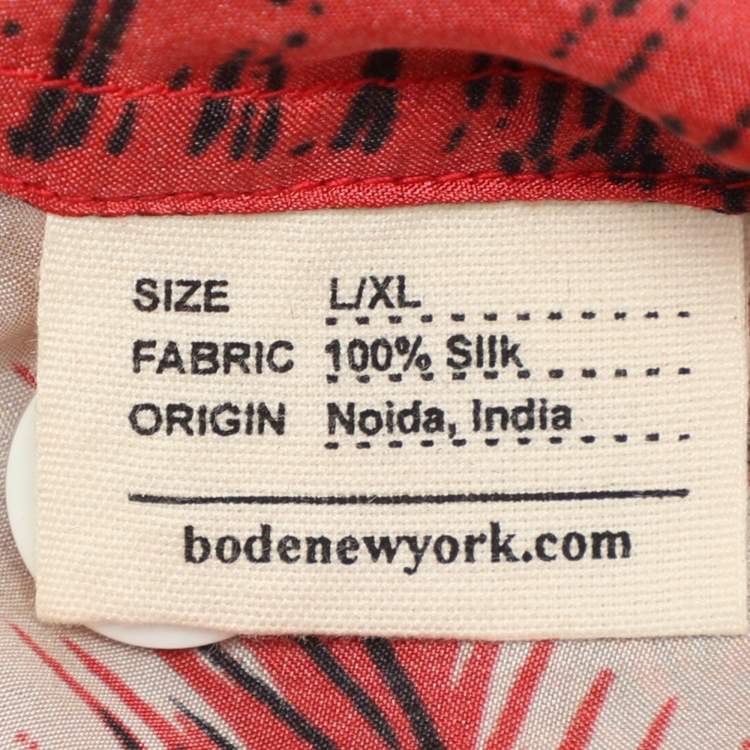 SIZE L/XL
FABRIC 100% Silk
ORIGIN Noida, India
bodenewyork.com